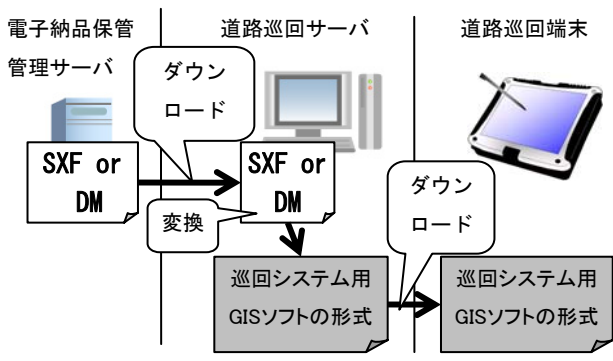 電子納品保管
管理サーバ
道路巡回サーバ
道路巡回端末
ダウン
ロード
SXF or
DM
SXF or
DM
変換
ダウン
ロード
巡回システム用
GISソフトの形式
巡回システム用
GISソフトの形式